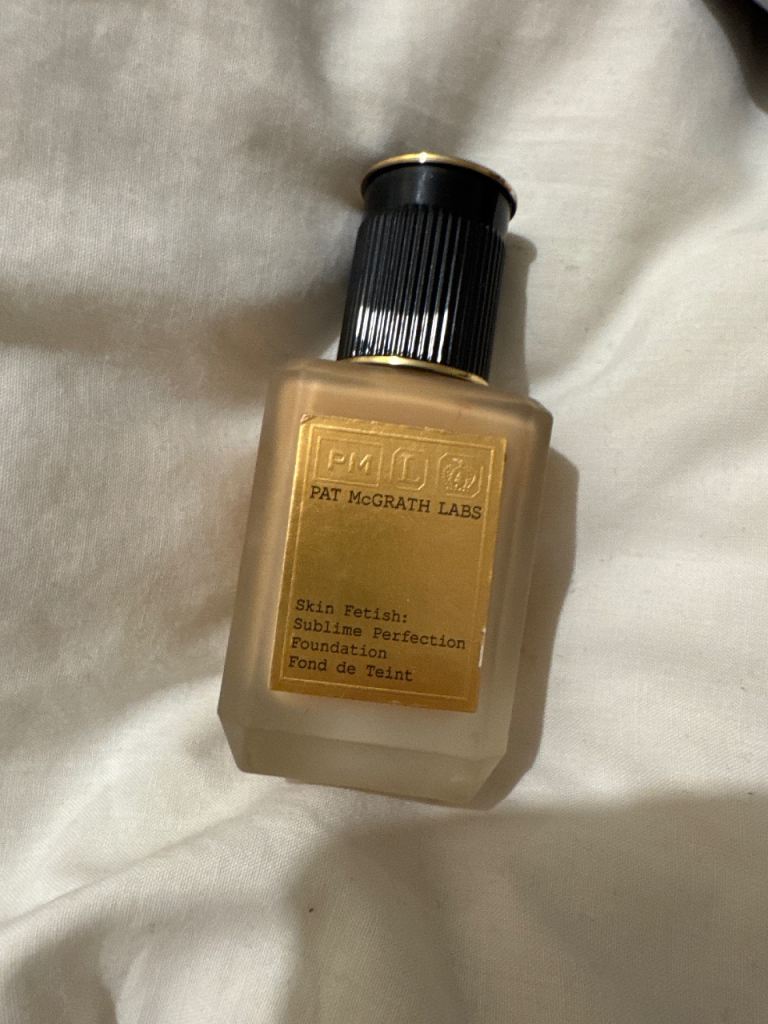 PM L
PAT McGRATH LABS
Skin Fetish:
Sublime Perfection
Foundation
Fond de Teint